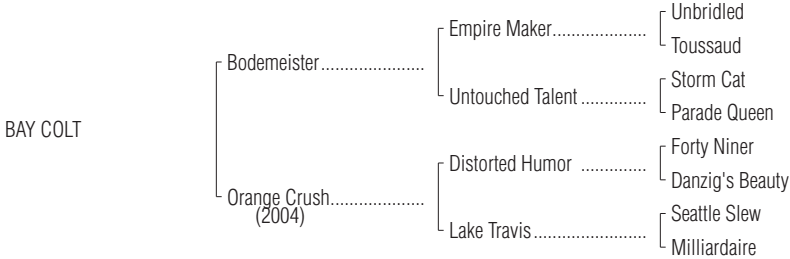 Unbridled
Empire Maker....................
Toussaud
Bodemeister......................
Storm Cat
Untouched Talent ..............
Parade Queen
BAY COLT
Forty Niner
Distorted Humor ..............
Danzig's Beauty
Orange Crush....................
(2004)
Seattle Slew
Lake Travis........................
Milliardaire